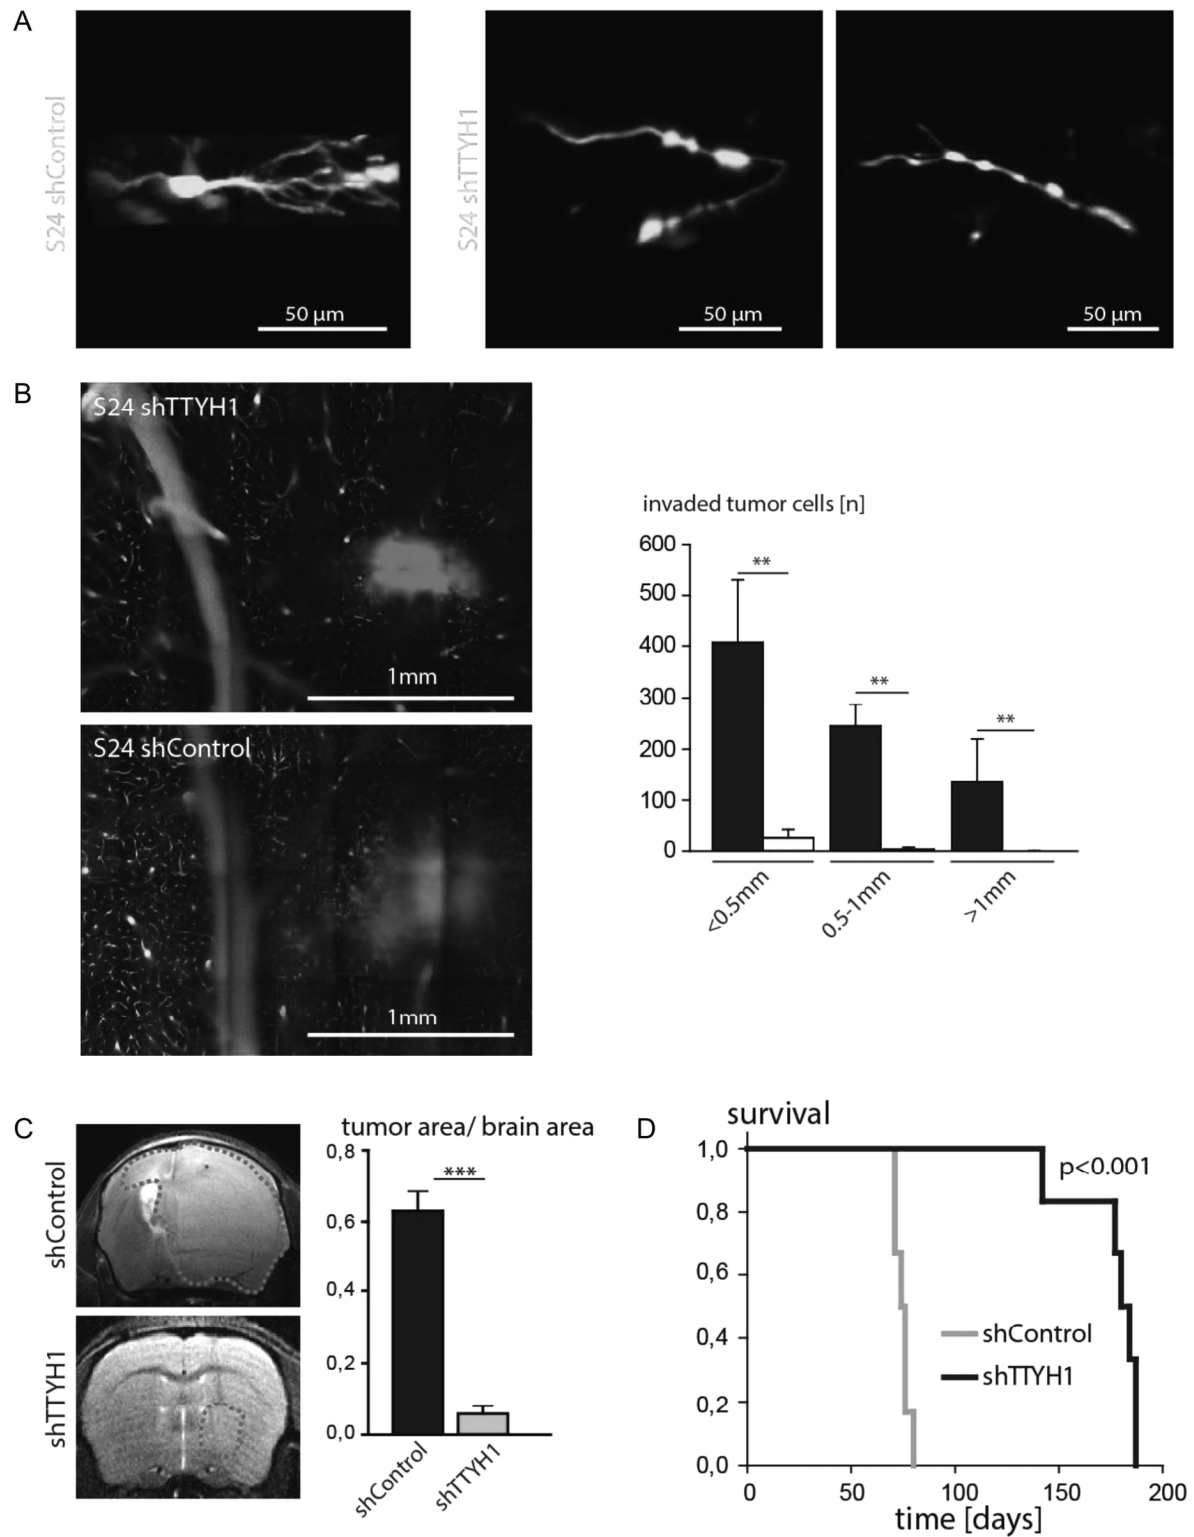 A
S24 shControl
50 µm
S24 shTTYH1
50 µm
50 µm
B
S24 shTTYH1
1mm
S24 shControl
1mm
invaded tumor cells [n]
600
500
400
300
200
100
0
**
**
**
<0.5mm
0.5-1mm
>1mm
C
shControl
shTTYH1
tumor area/ brain area
0,8
0,6
0,4
0,2
0,0
***
shControl
shTTYH1
D
survival
1,0
0,8
0,6
0,4
0,2
0,0
p<0.001
shControl
shTTYH1
0
50
100
150
200
time [days]